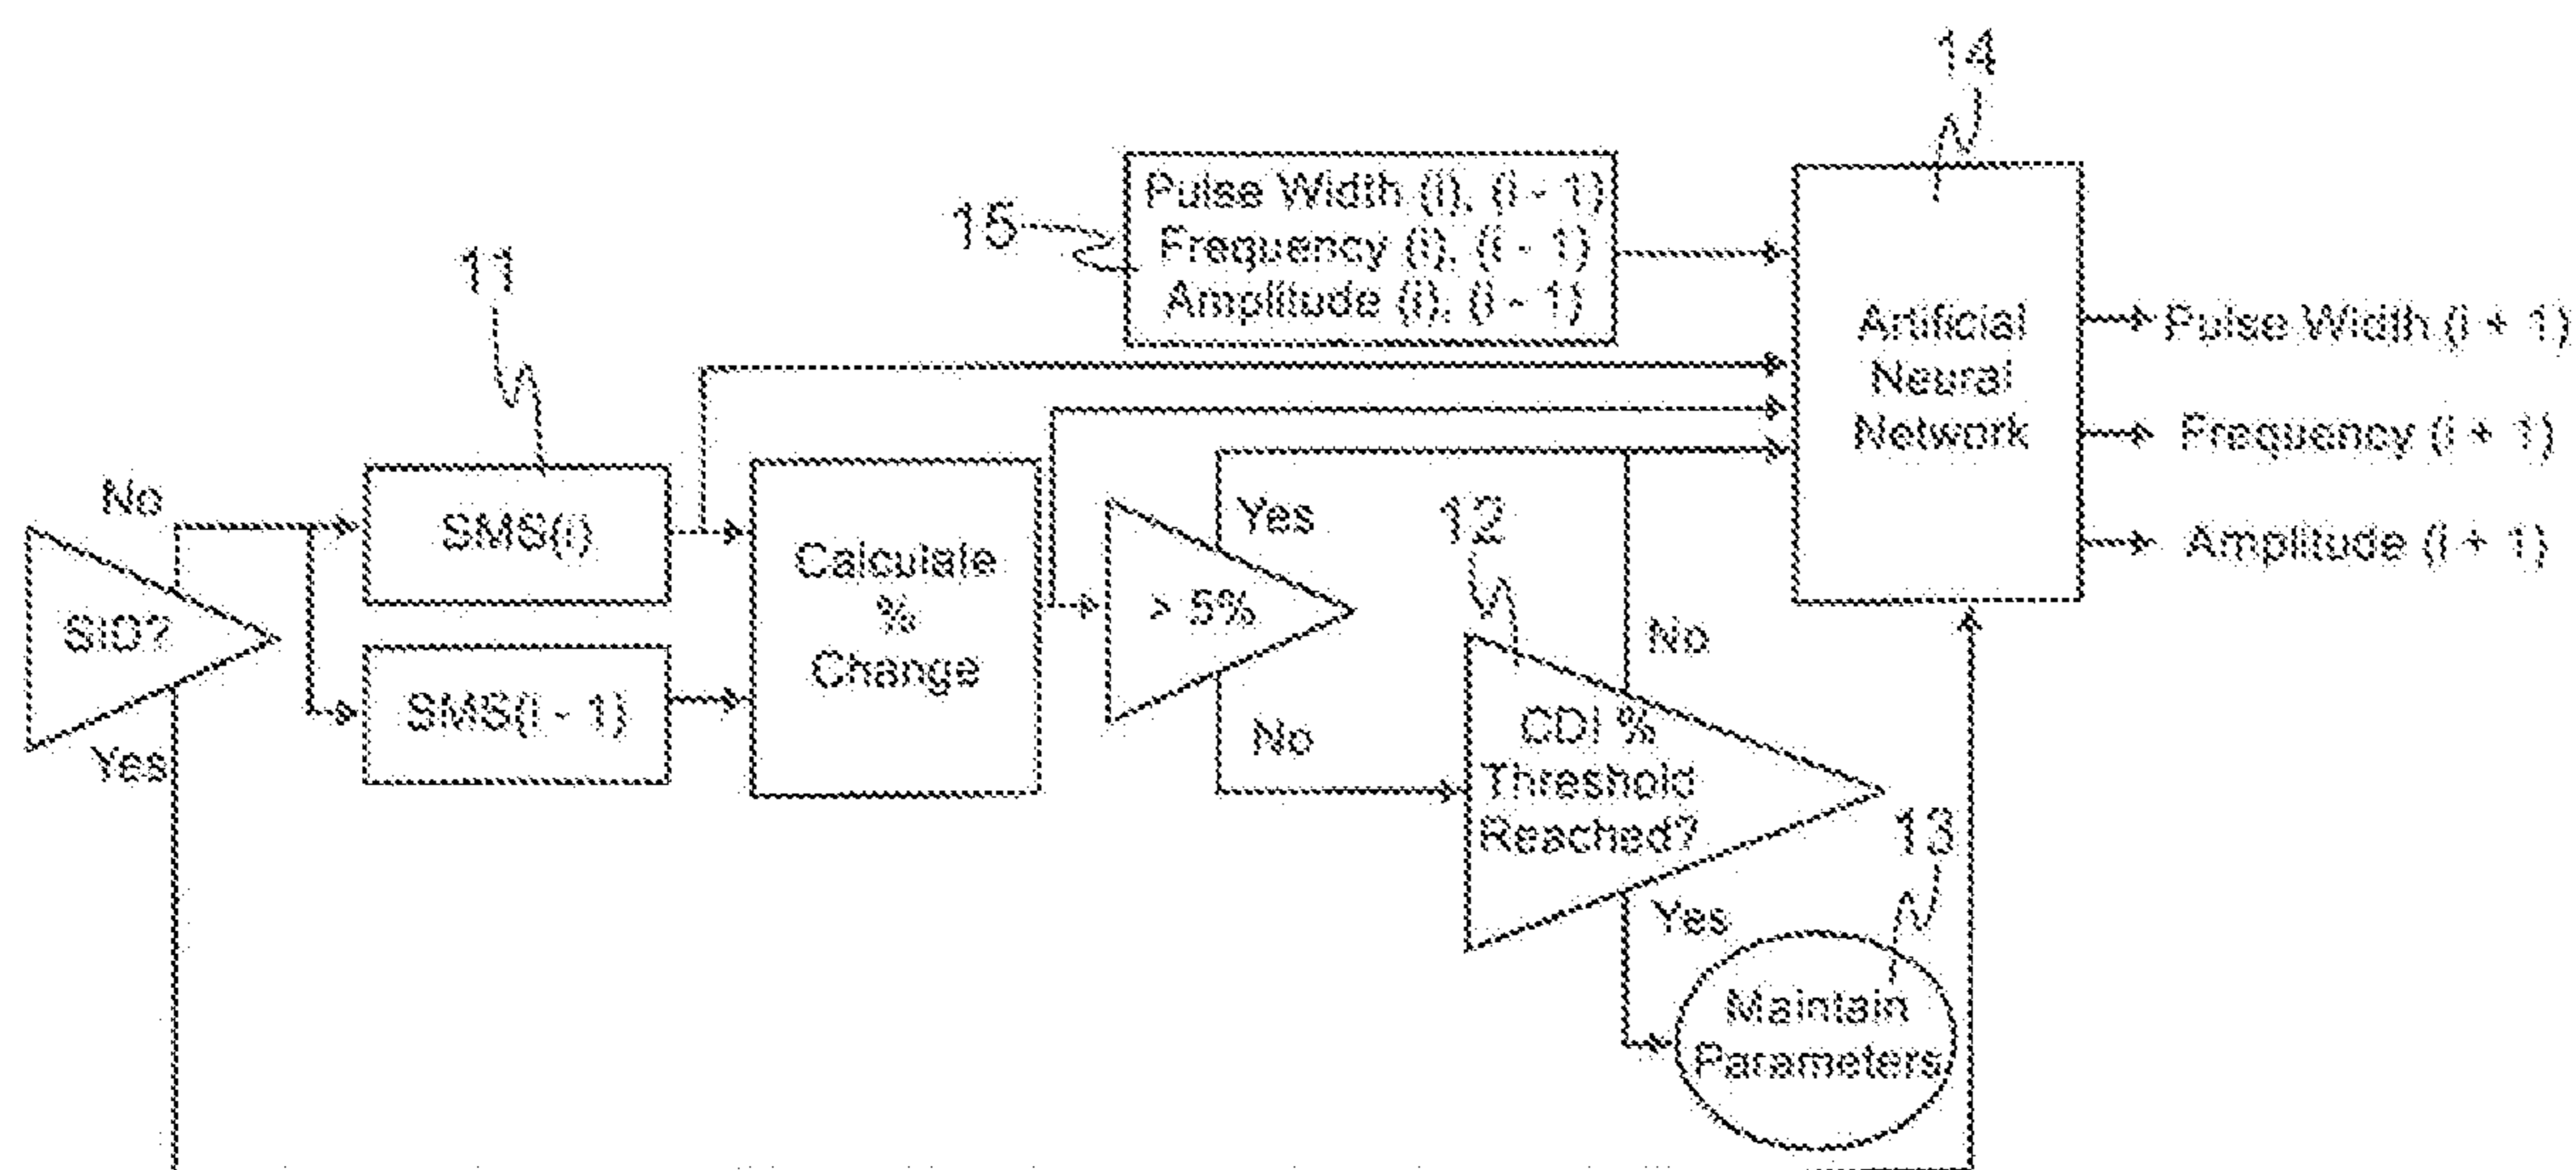 14
15
Pulse Width (i), (i - 1)
Frequency (i), (i - 1)
Amplitude (i), (i - 1)
11
Artificial
Neural
Network
Pulse Width (i + 1)
Frequency (i + 1)
Amplitude (i + 1)
No
SID?
Yes
SMS(i)
SMS(i - 1)
Calculate
%
Change
> 5%
Yes
No
12
No
CDI %
Threshold
Reached?
Yes
13
Maintain
Parameters